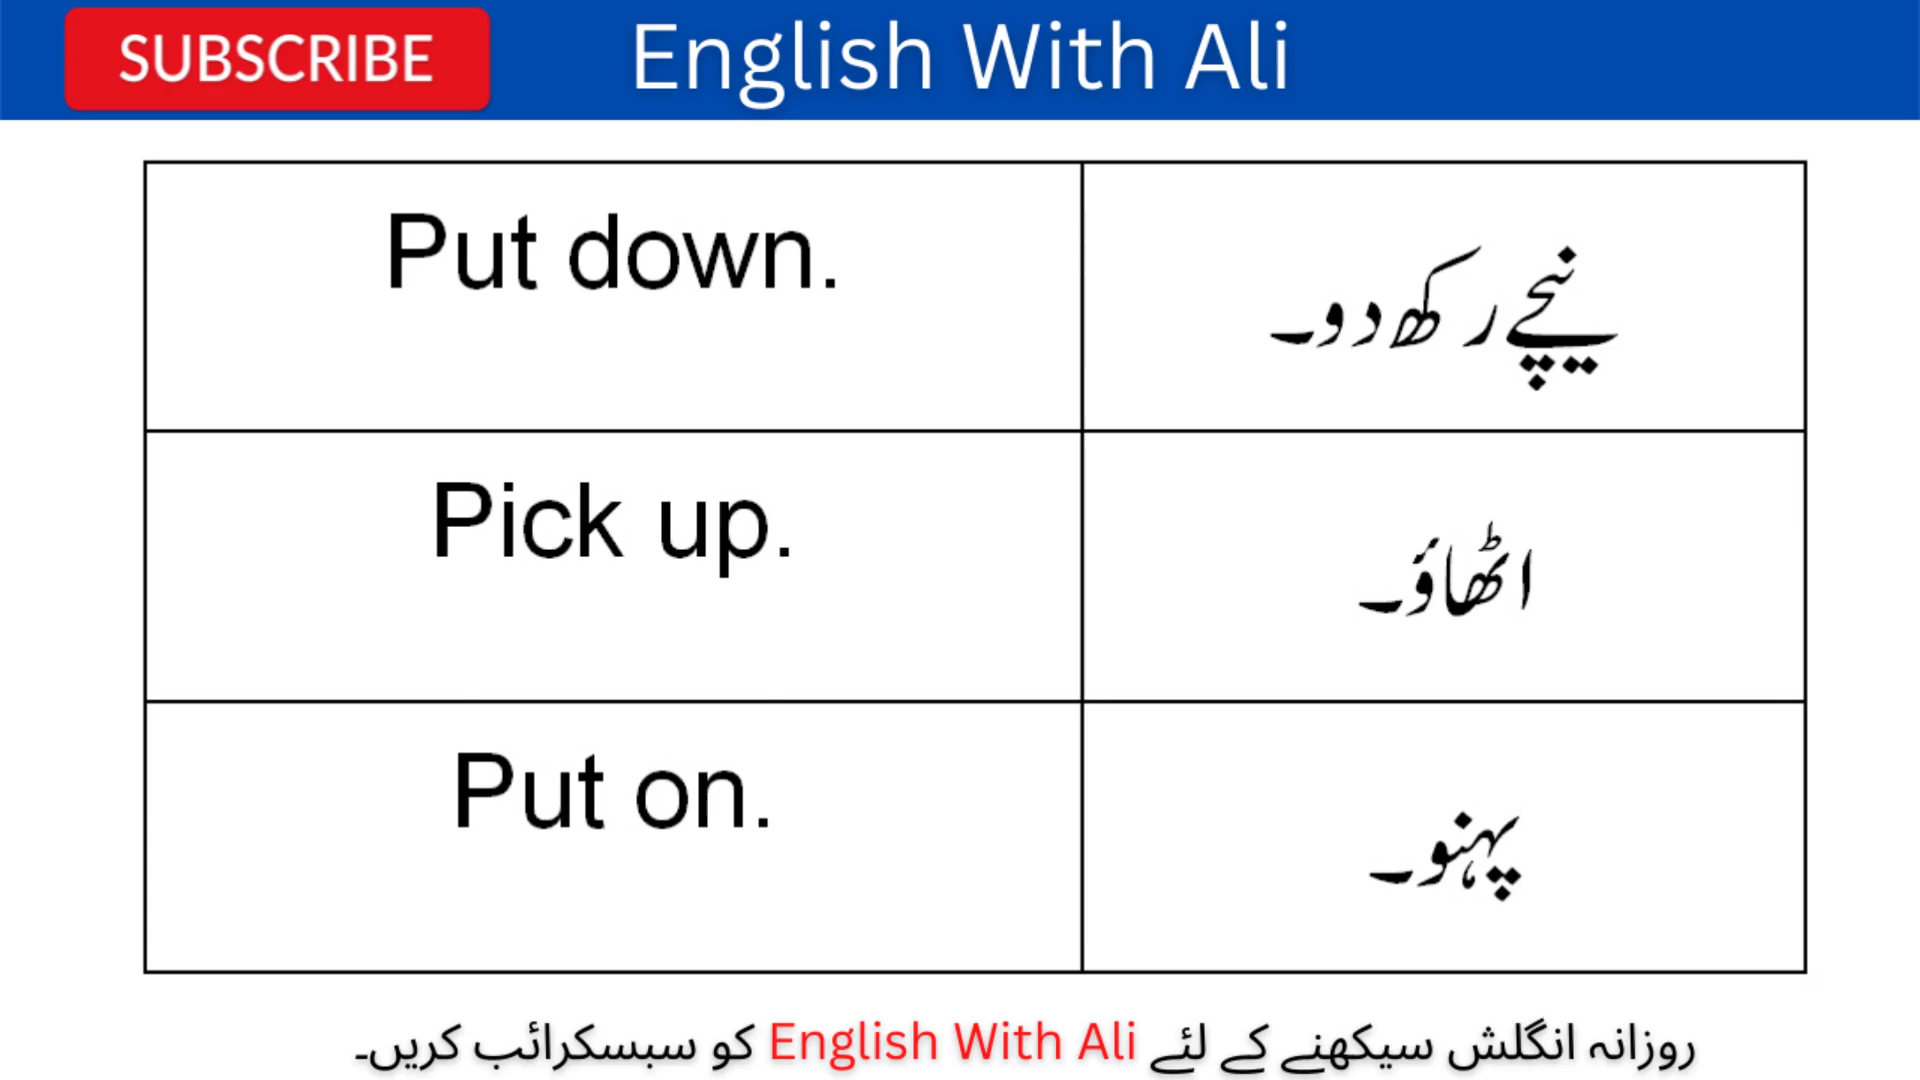 SUBSCRIBE
English With Ali
Put down.
نیچے رکھ دو۔
Pick up.
اٹھاؤ۔
Put on.
پہنو۔
روزانہ انگلش سیکھنے کے لئے English With Ali کو سبسکرائب کریں۔